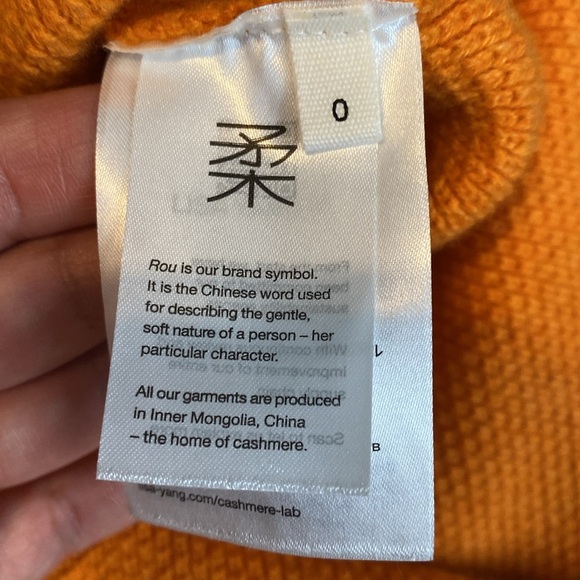 0
柔
Rou is our brand symbol.
It is the Chinese word used
for describing the gentle,
soft nature of a person – her
particular character.
All our garments are produced
in Inner Mongolia, China
– the home of cashmere.
B
-yang.com/cashmere-lab